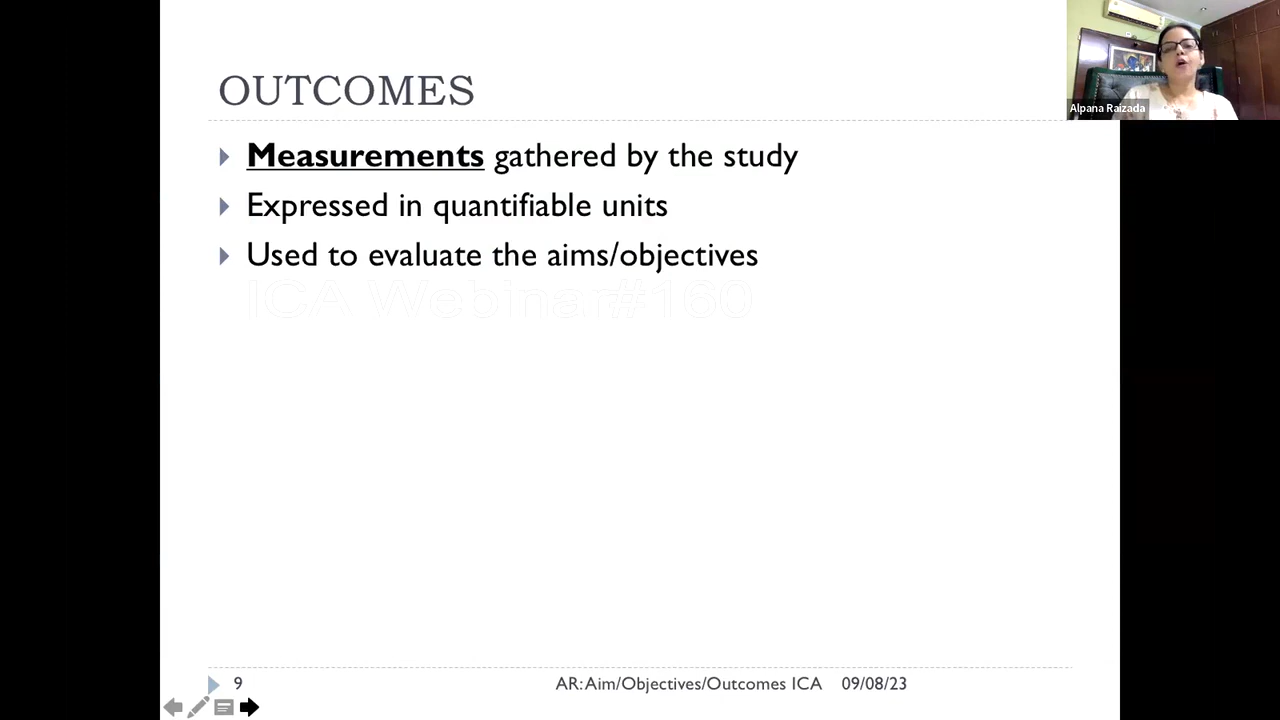 OUTCOMES
Alpana Raizada
Measurements gathered by the study
Expressed in quantifiable units
Used to evaluate the aims/objectives
ICA Webinar#160
9
AR:Aim/Objectives/Outcomes ICA 09/08/23